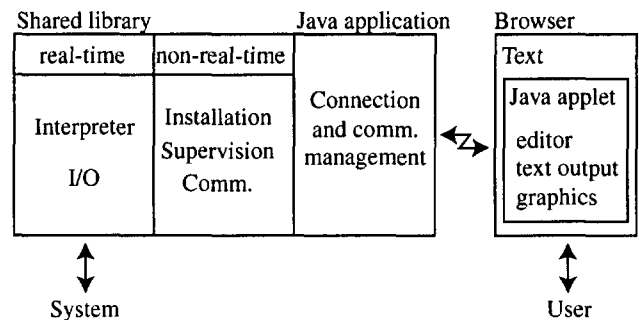 Shared library
Java application
Browser
real-time
non-real-time
Interpreter
I/O
Installation
Supervision
Comm.
Connection
and comm.
management
Text
Java applet
editor
text output
graphics
System
User